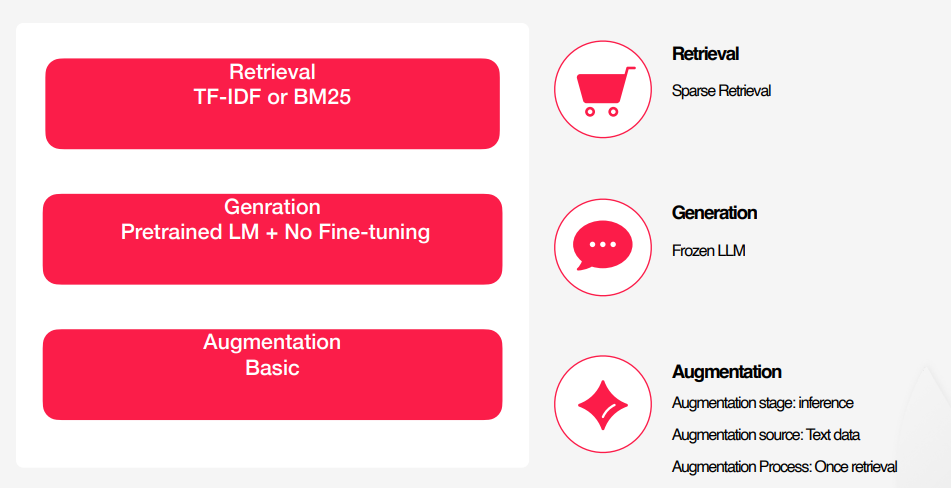 Retrieval
TF-IDF or BM25
Genration
Pretrained LM + No Fine-tuning
Augmentation
Basic
Retrieval
Sparse Retrieval
Generation
Frozen LLM
Augmentation
Augmentation stage: inference
Augmentation source: Text data
Augmentation Process: Once retrieval